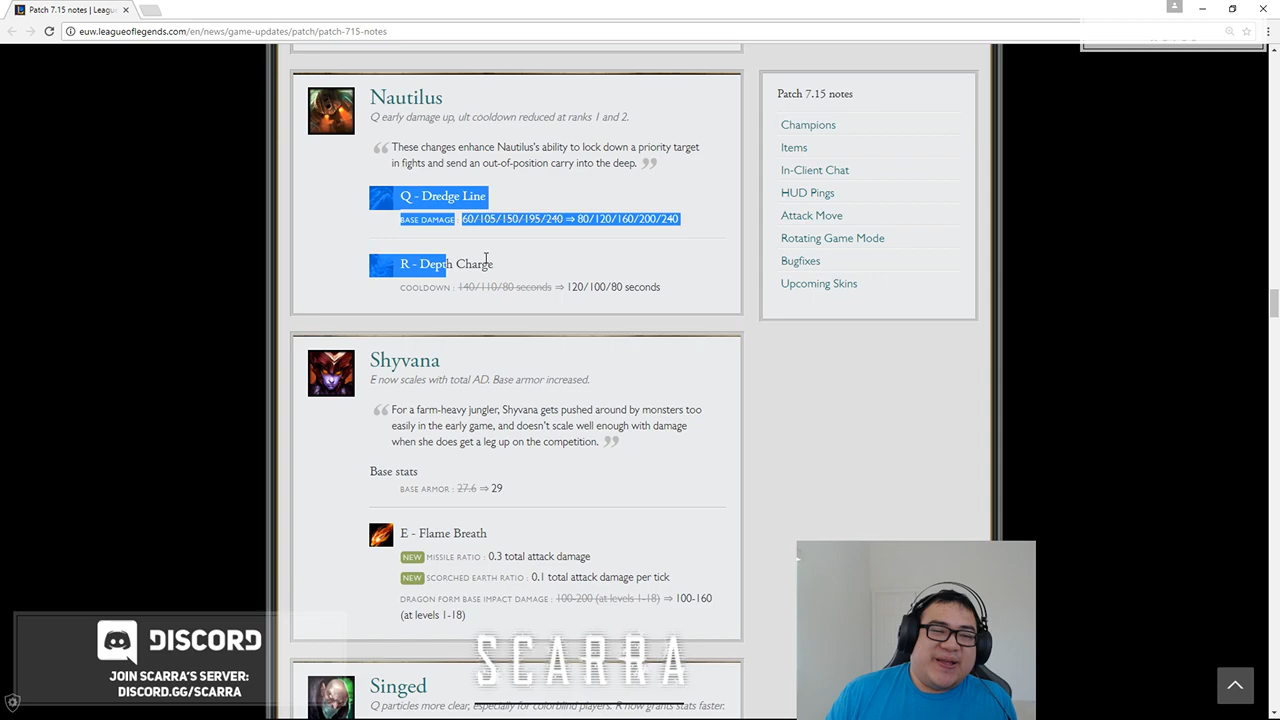 Patch 7.15 notes | Leagu
euw.leagueoflegends.com/en/news/game-updates/patch/patch-715-notes
Nautilus
Q early damage up, ult cooldown reduced at ranks 1 and 2.
These changes enhance Nautilus's ability to lock down a priority target
in fights and send an out-of-position carry into the deep.
Q - Dredge Line
BASE DAMAGE : 60/105/150/195/240 ⇒ 80/120/160/200/240
R - Depth Charge
COOLDOWN : 140/110/80 seconds ⇒ 120/100/80 seconds
Shyvana
E now scales with total AD. Base armor increased.
For a farm-heavy jungler, Shyvana gets pushed around by monsters too
easily in the early game, and doesn't scale well enough with damage
when she does get a leg up on the competition.
Base stats
BASE ARMOR : 27.6 ⇒ 29
E - Flame Breath
NEW MISSILE RATIO : 0.3 total attack damage
NEW SCORCHED EARTH RATIO : 0.1 total attack damage per tick
DRAGON FORM BASE IMPACT DAMAGE : 100-200 (at levels 1-18) ⇒ 100-160
(at levels 1-18)
Singed
Q particles more clear, especially for colorblind players. R now grants stats faster.
Patch 7.15 notes
Champions
Items
In-Client Chat
HUD Pings
Attack Move
Rotating Game Mode
Bugfixes
Upcoming Skins
DISCORD
JOIN SCARRA'S SERVER:
DISCORD.GG/SCARRA
SCARRA